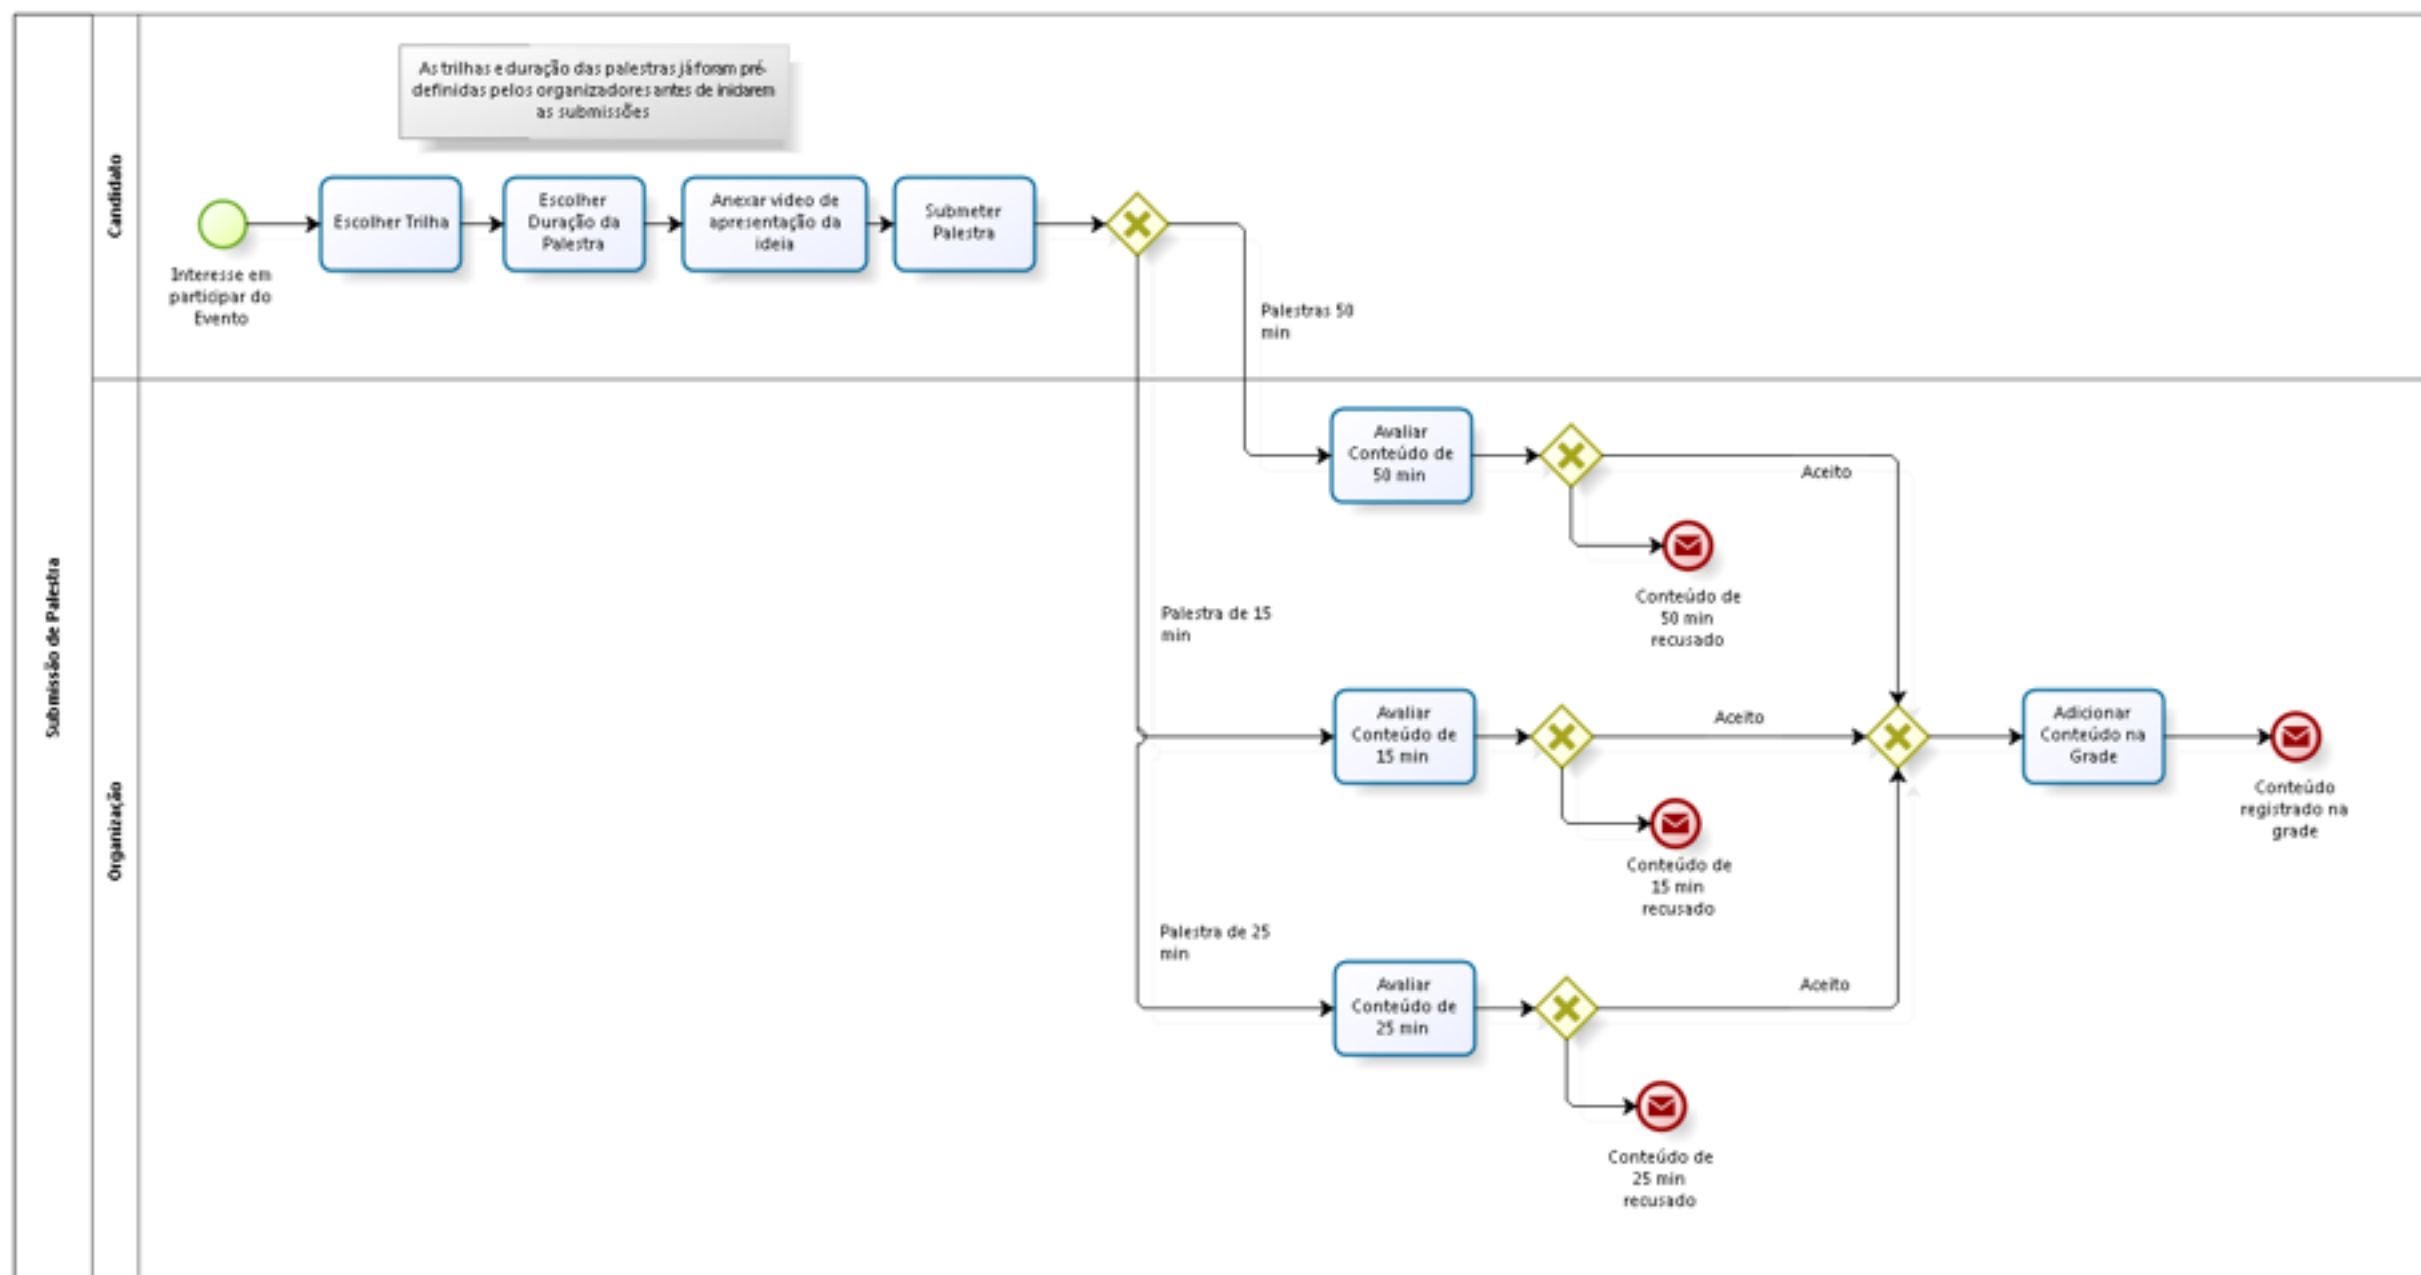 Submissão de Palestra
Candidato
As trilhas e duração das palestras já foram pré-
definidas pelos organizadores antes de iniciarem
as submissões
Interesse em
participar do
Evento
Escolher Trilha
Escolher
Duração da
Palestra
Anexar video de
apresentação da
ideia
Submeter
Palestra
Palestras 50
min
Organização
Avaliar
Conteúdo de
50 min
Aceito
Conteúdo de
50 min
recusado
Palestra de 15
min
Avaliar
Conteúdo de
15 min
Aceito
Conteúdo de
15 min
recusado
Adicionar
Conteúdo na
Grade
Conteúdo
registrado na
grade
Palestra de 25
min
Avaliar
Conteúdo de
25 min
Aceito
Conteúdo de
25 min
recusado